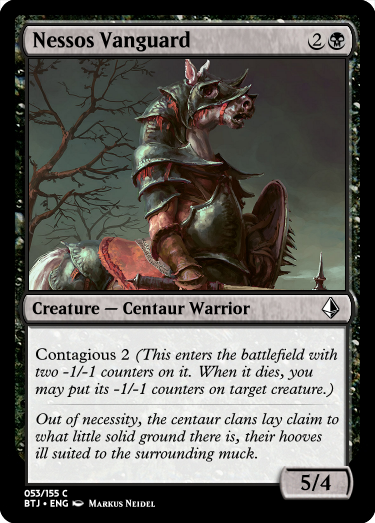 Nessos Vanguard 2
Creature — Centaur Warrior
Contagious 2 (This enters the battlefield with
two -1/-1 counters on it. When it dies, you
may put its -1/-1 counters on target creature.)
Out of necessity, the centaur clans lay claim to
what little solid ground there is, their hooves
ill suited to the surrounding muck.
5/4
053/155 C
BTJ • ENG Markus Neidel